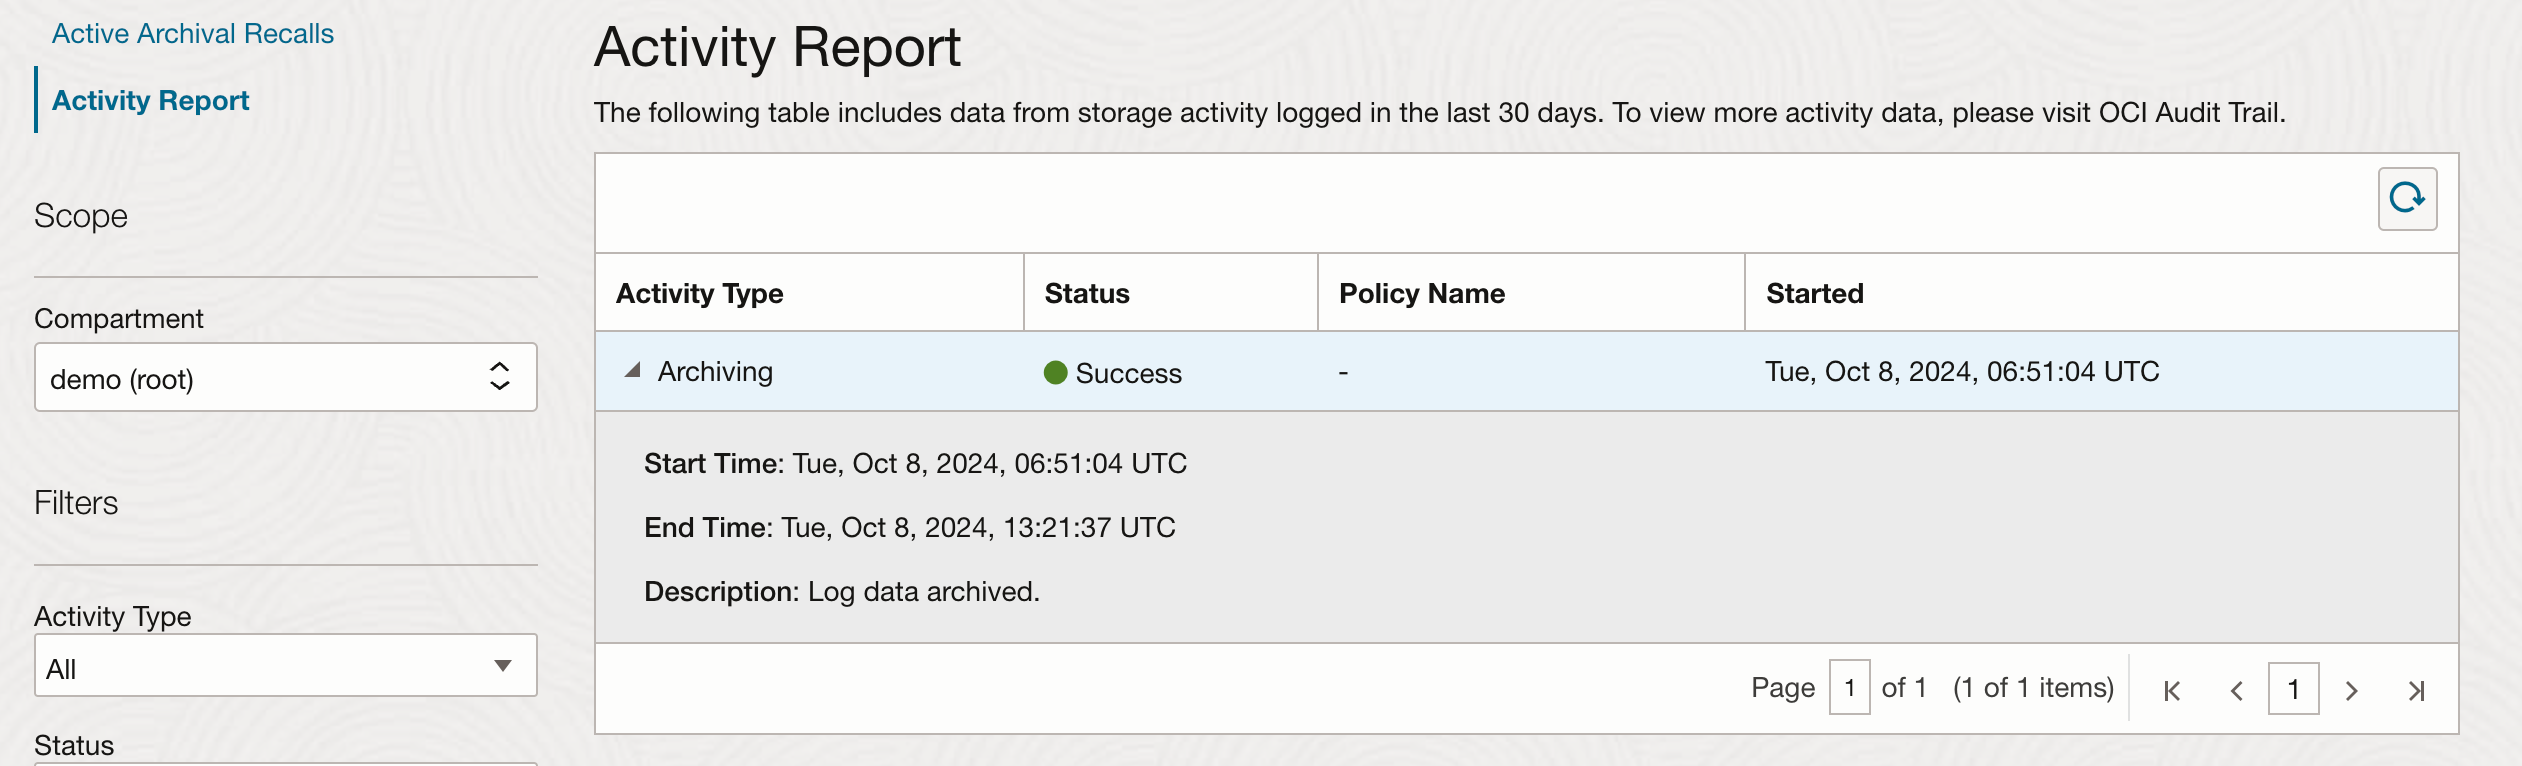 Active Archival Recalls
Activity Report
Scope
Compartment
demo (root)
Filters
Activity Type
All
Status
Activity Report
The following table includes data from storage activity logged in the last 30 days. To view more activity data, please visit OCI Audit Trail.
Activity Type Status Policy Name Started
Archiving Success - Tue, Oct 8, 2024, 06:51:04 UTC
Start Time: Tue, Oct 8, 2024, 06:51:04 UTC
End Time: Tue, Oct 8, 2024, 13:21:37 UTC
Description: Log data archived.
Page 1 of 1 (1 of 1 items) 1